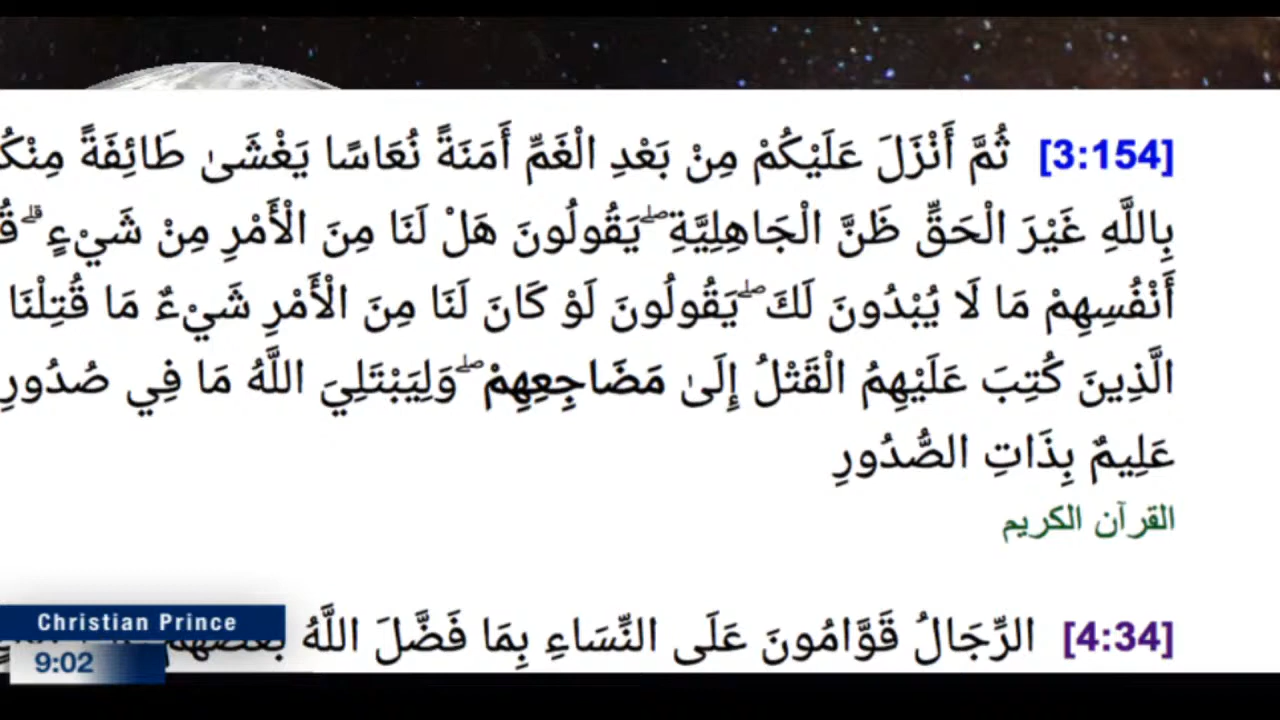 [3:154] ثُمَّ أَنْزَلَ عَلَيْكُمْ مِنْ بَعْدِ الْغَمِّ أَمَنَةً نُعَاسًا يَغْشَىٰ طَائِفَةً
بِاللَّهِ غَيْرَ الْحَقِّ ظَنَّ الْجَاهِلِيَّةِ ۖ يَقُولُونَ هَلْ لَنَا مِنَ الْأَمْرِ مِنْ شَيْءٍ ۗ
أَنْفُسِهِمْ مَا لَا يُبْدُونَ لَكَ ۖ يَقُولُونَ لَوْ كَانَ لَنَا مِنَ الْأَمْرِ شَيْءٌ مَا قُتِلْنَا
الَّذِينَ كُتِبَ عَلَيْهِمُ الْقَتْلُ إِلَىٰ مَضَاجِعِهِمْ ۖ وَلِيَبْتَلِيَ اللَّهُ مَا فِي
عَلِيمٌ بِذَاتِ الصُّدُورِ
القرآن الكريم
[4:34] الرِّجَالُ قَوَّامُونَ عَلَى النِّسَاءِ بِمَا فَضَّلَ اللَّهُ
Christian Prince
9:02